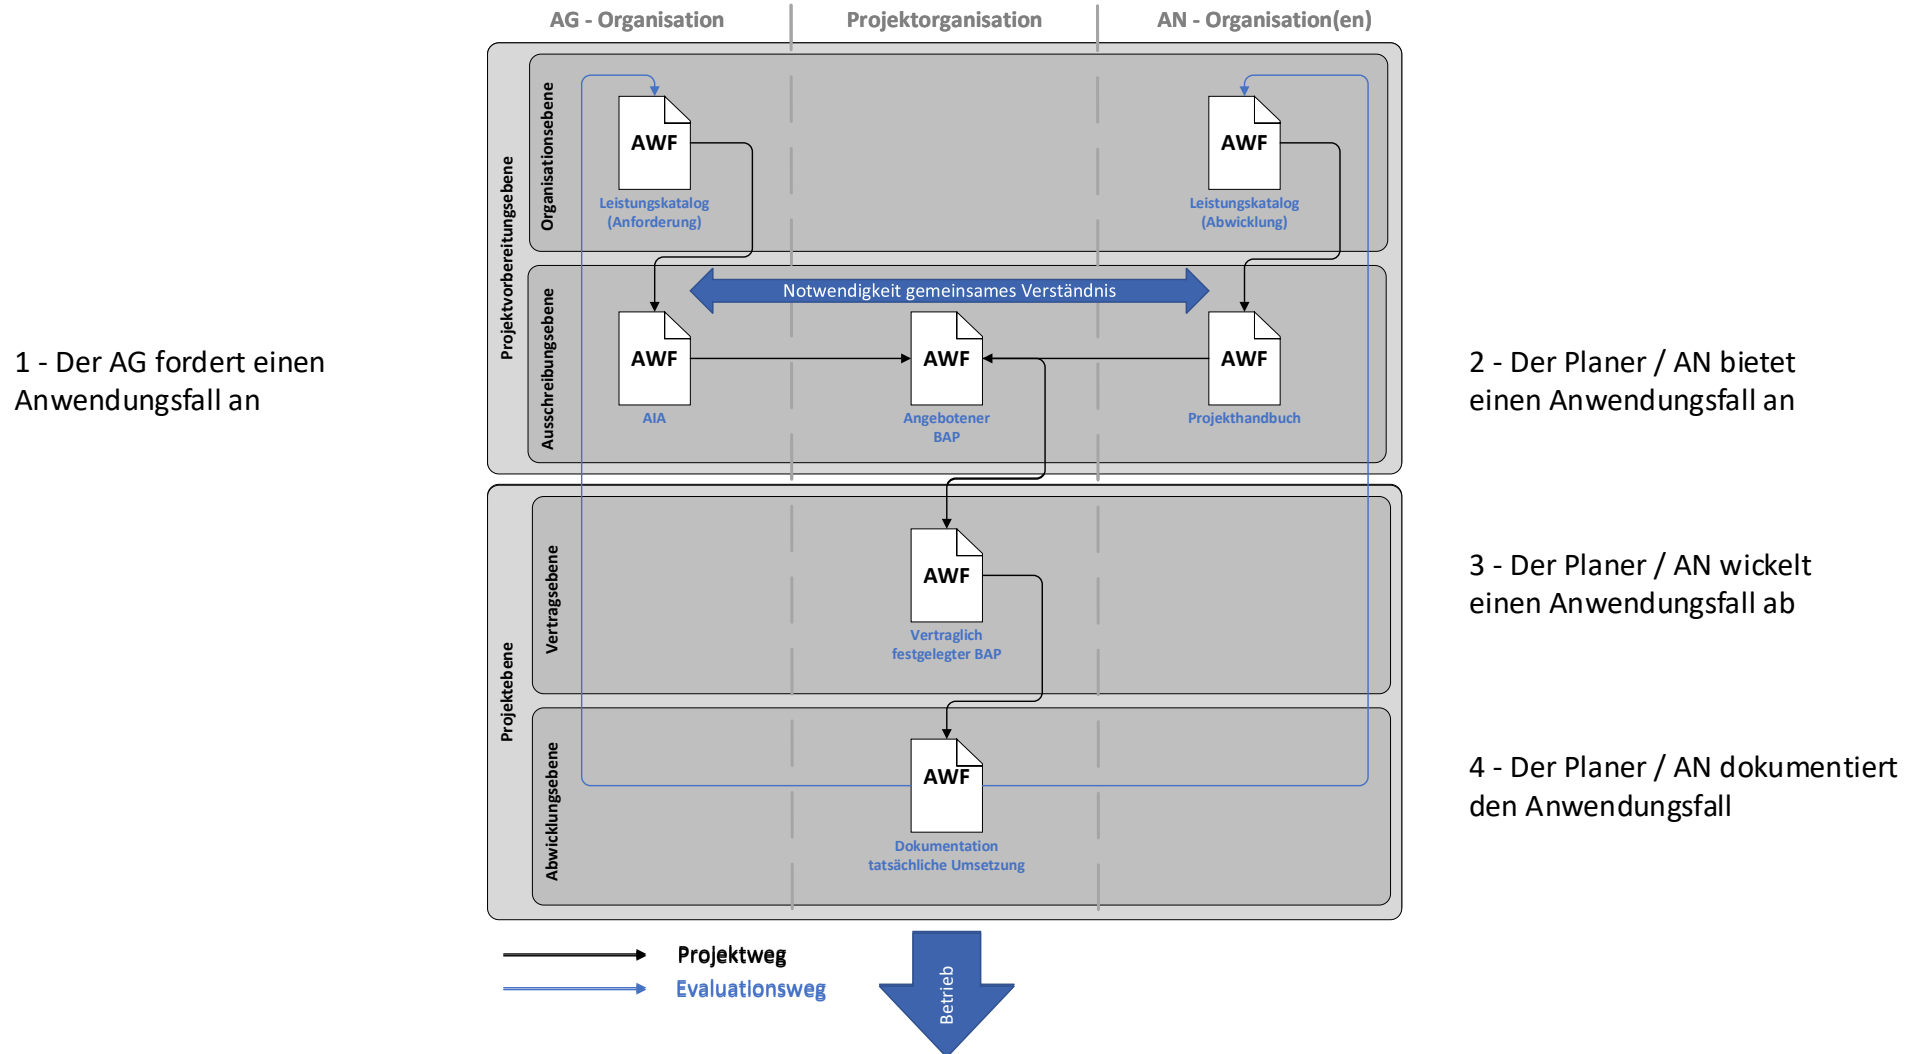 AG - Organisation
Projektorganisation
AN - Organisation(en)
Projektvorbereitungsebene
Organisationsebene
AWF
Leistungskatalog
(Anforderung)
AWF
Leistungskatalog
(Abwicklung)
Ausschreibungsebene
Notwendigkeit gemeinsames Verständnis
AWF
AIA
AWF
Angebotener
BAP
AWF
Projekthandbuch
1 - Der AG fordert einen
Anwendungsfall an
2 - Der Planer / AN bietet
einen Anwendungsfall an
Projektebene
Vertragsebene
AWF
Vertraglich
festgelegter BAP
3 - Der Planer / AN wickelt
einen Anwendungsfall ab
Abwicklungsebene
AWF
Dokumentation
tatsächliche Umsetzung
4 - Der Planer / AN dokumentiert
den Anwendungsfall
Projektweg
Evaluationsweg
Betrieb